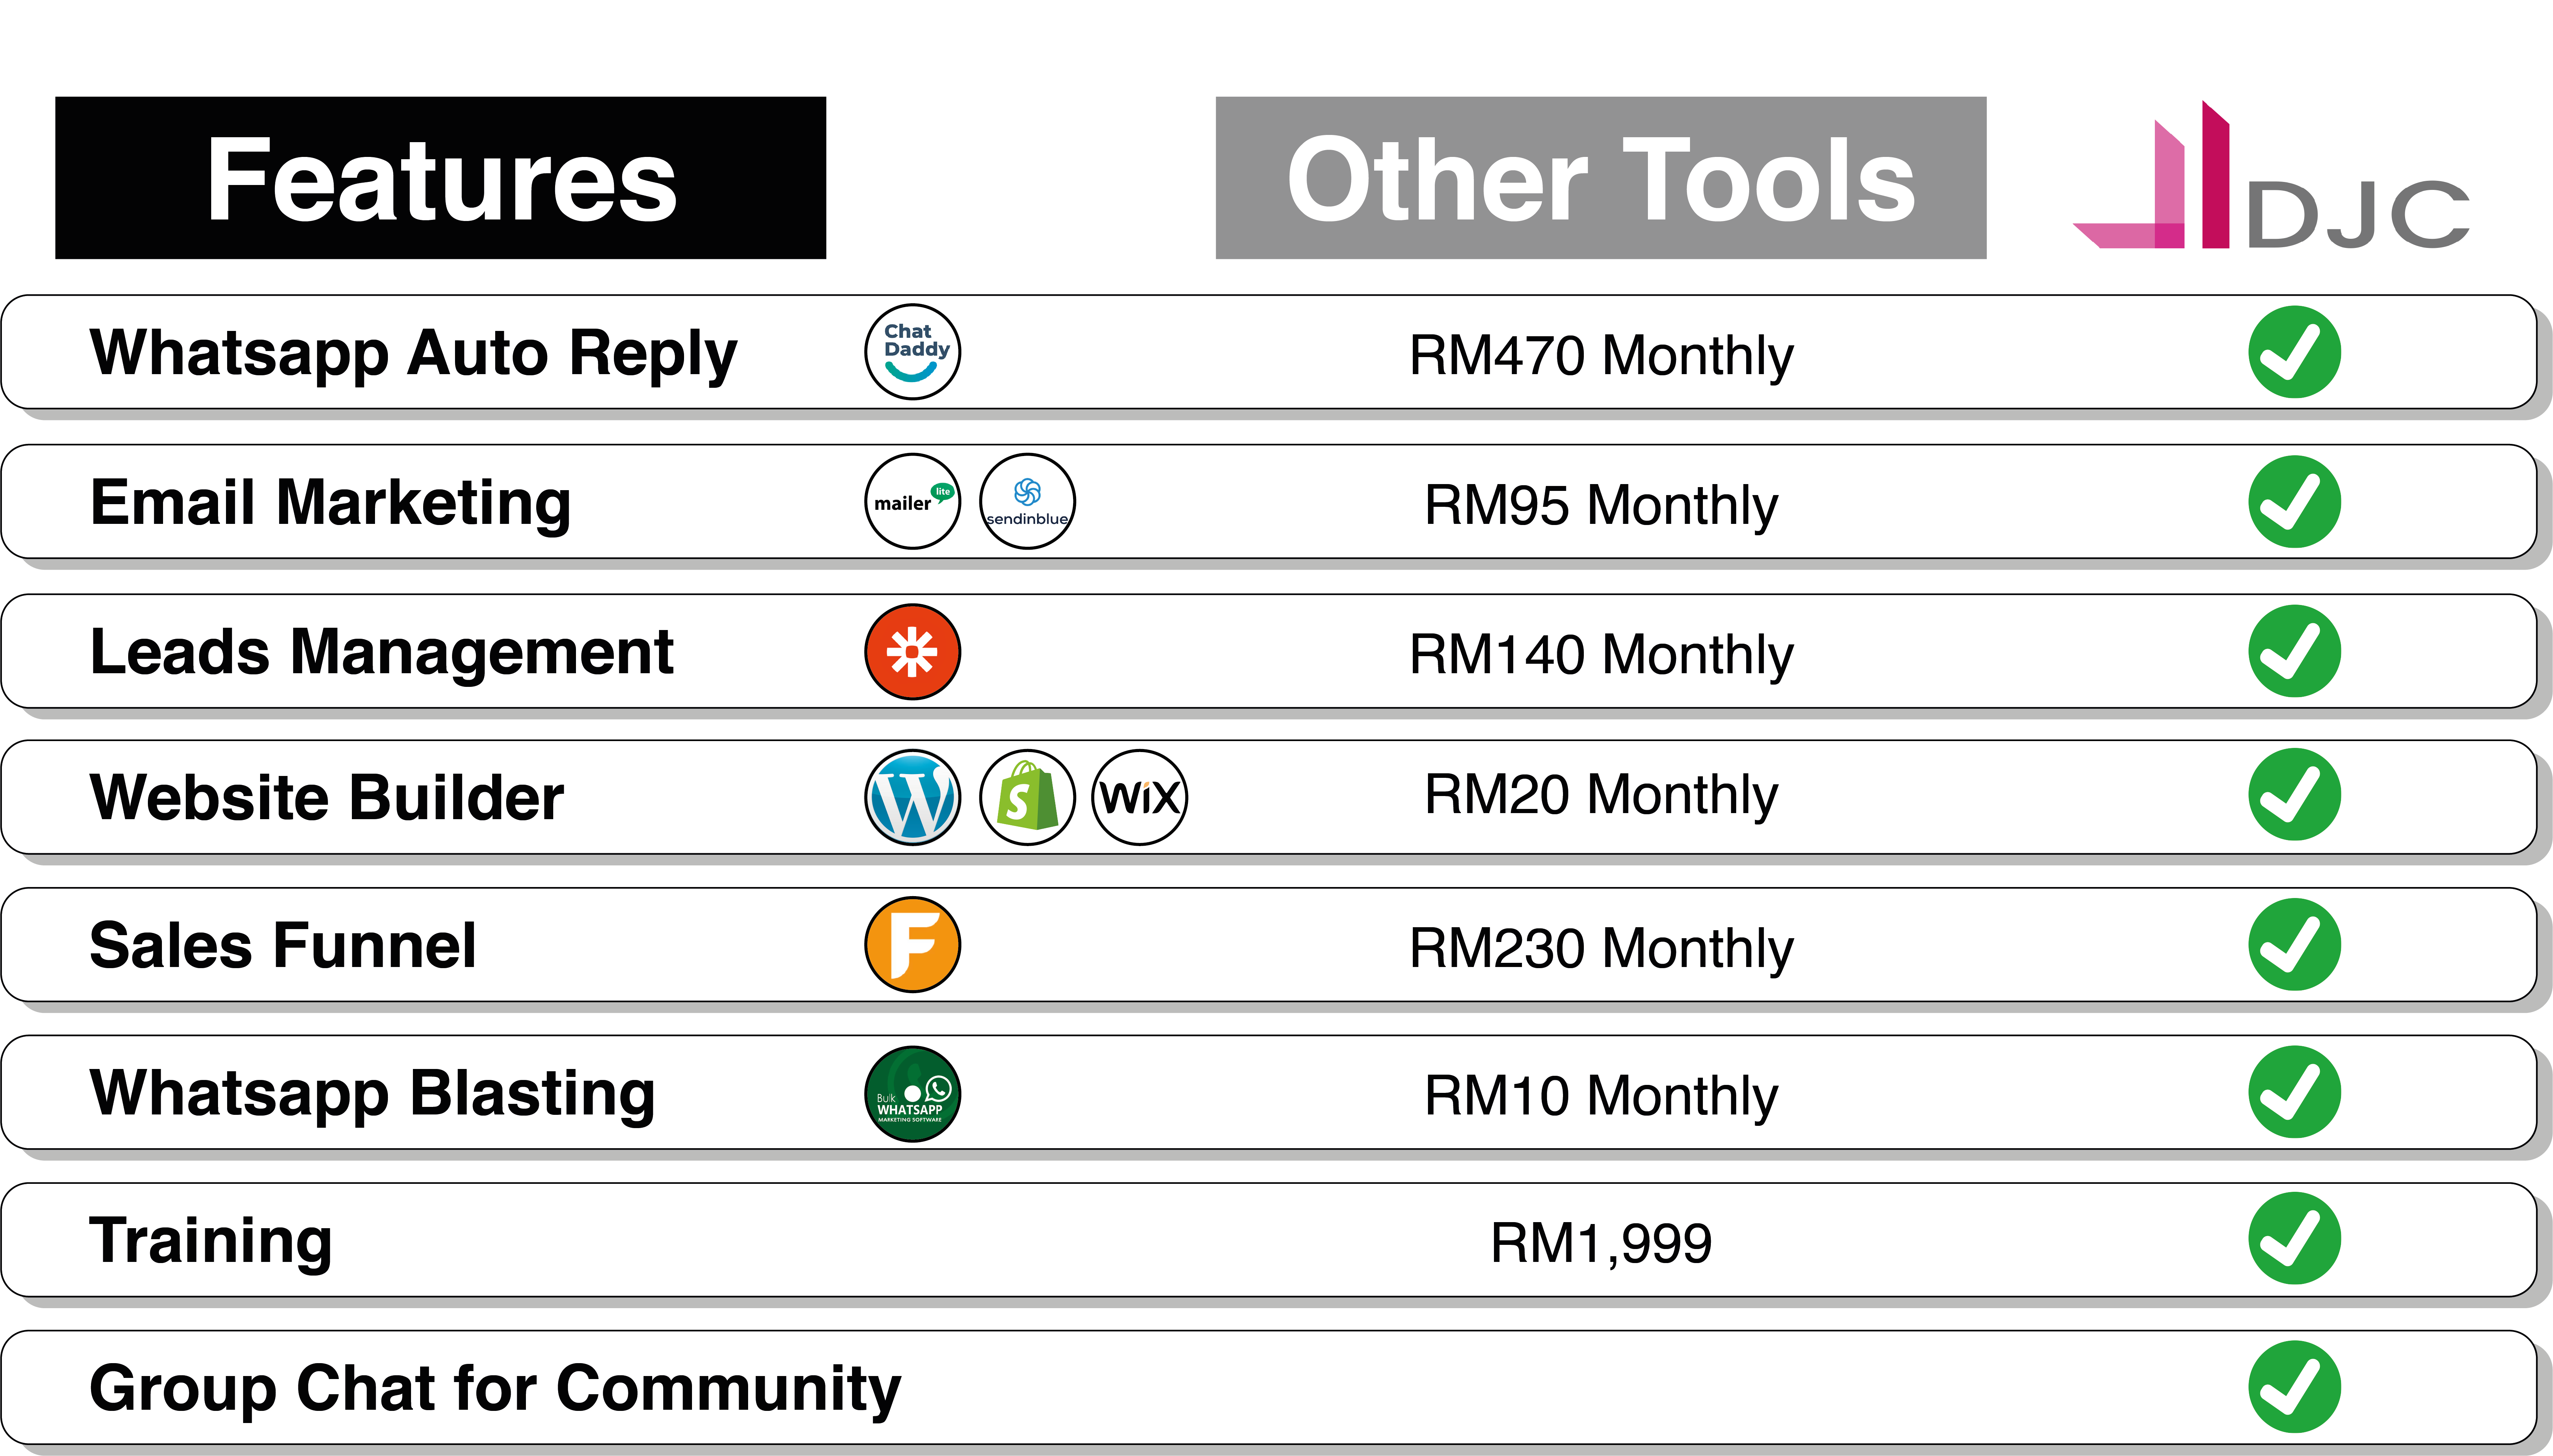 Features
Other Tools
DJC
Whatsapp Auto Reply
Chat
Daddy
RM470 Monthly
Email Marketing
mailer
lite
sendinblue
RM95 Monthly
Leads Management
RM140 Monthly
Website Builder
W
S
WiX
RM20 Monthly
Sales Funnel
F
RM230 Monthly
Whatsapp Blasting
Bulk
WHATSAPP
MARKETING SOFTWARE
RM10 Monthly
Training
RM1,999
Group Chat for Community